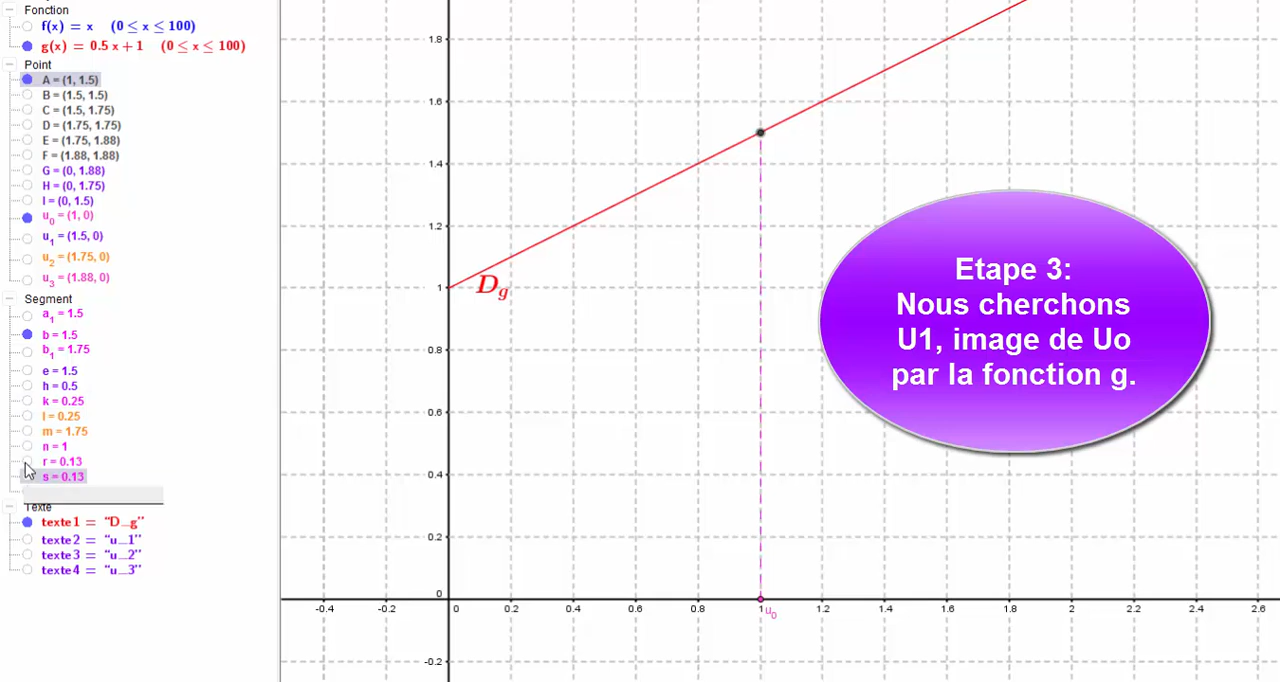 Fonction
f(x) = x (0 ≤ x ≤ 100)
g(x) = 0.5 x + 1 (0 ≤ x ≤ 100)
Point
A = (1, 1.5)
B = (1.5, 1.5)
C = (1.5, 1.75)
D = (1.75, 1.75)
E = (1.75, 1.88)
F = (1.88, 1.88)
G = (0, 1.88)
H = (0, 1.75)
I = (0, 1.5)
u₀ = (1, 0)
u₁ = (1.5, 0)
u₂ = (1.75, 0)
u₃ = (1.88, 0)
Segment
a₁ = 1.5
b = 1.5
b₁ = 1.75
e = 1.5
h = 0.5
k = 0.25
l = 0.25
m = 1.75
n = 1
r = 0.13
s = 0.13
Texte
texte1 = "D_g"
texte2 = "u_1"
texte3 = "u_2"
texte4 = "u_3"
1.8
1.6
1.4
1.2
1
0.8
0.6
0.4
0.2
0
-0.2
-0.4 -0.2 0 0.2 0.4 0.6 0.8 1 1.2 1.4 1.6 1.8 2 2.2 2.4 2.6
u₀
D_g
Etape 3:
Nous cherchons
U1, image de Uo
par la fonction g.